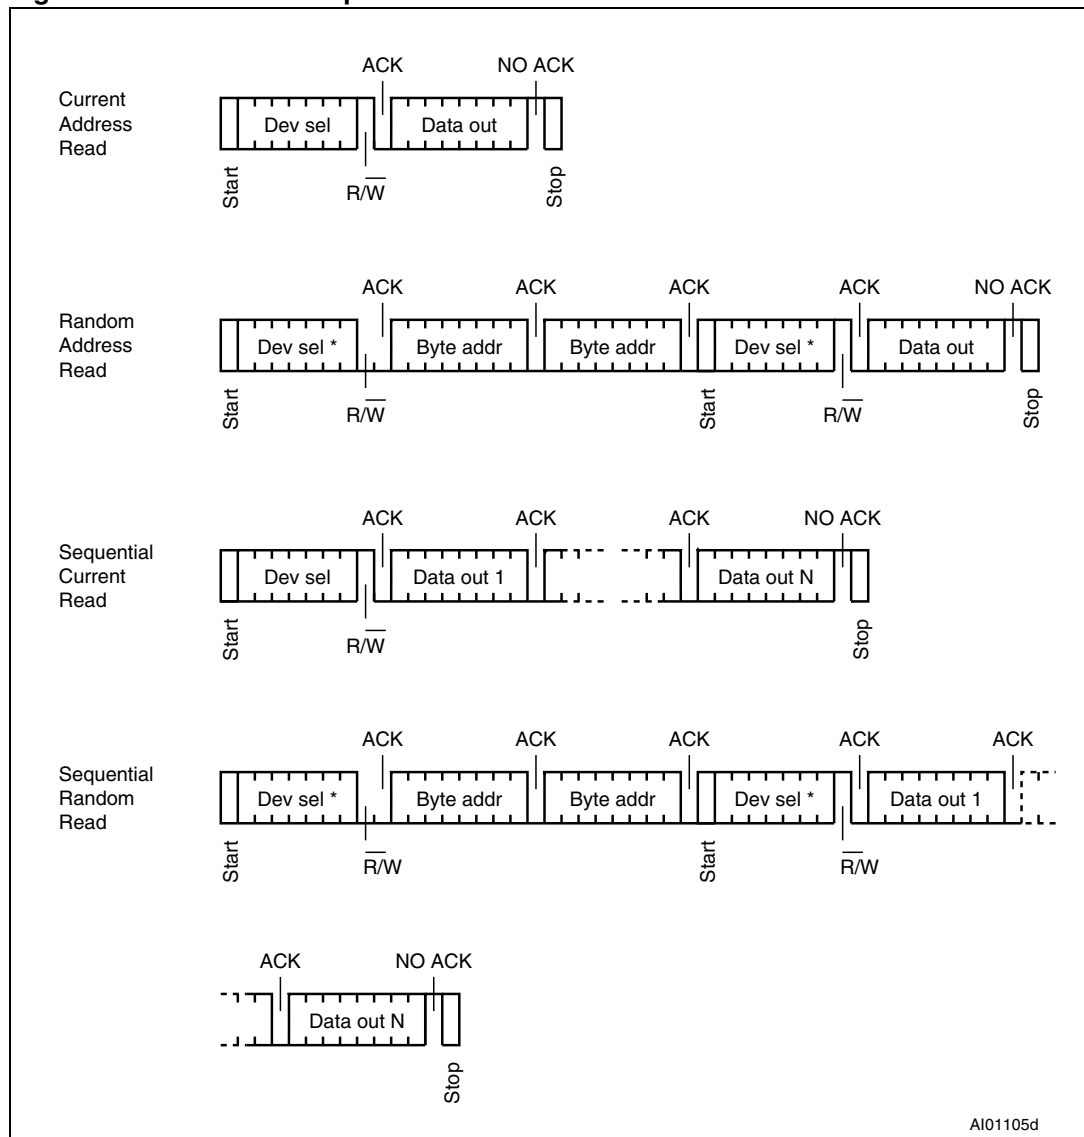 ACK NO ACK
Current
Address
Read
Dev sel Data out
Start R/W̅ Stop
ACK ACK ACK ACK NO ACK
Random
Address
Read
Dev sel * Byte addr Byte addr Dev sel * Data out
Start R/W̅ Start R/W̅ Stop
ACK ACK ACK NO ACK
Sequential
Current
Read
Dev sel Data out 1 Data out N
Start R/W̅ Stop
ACK ACK ACK ACK ACK
Sequential
Random
Read
Dev sel * Byte addr Byte addr Dev sel * Data out 1
Start R̅/W Start R̅/W
ACK NO ACK
Data out N
Stop
AI01105d